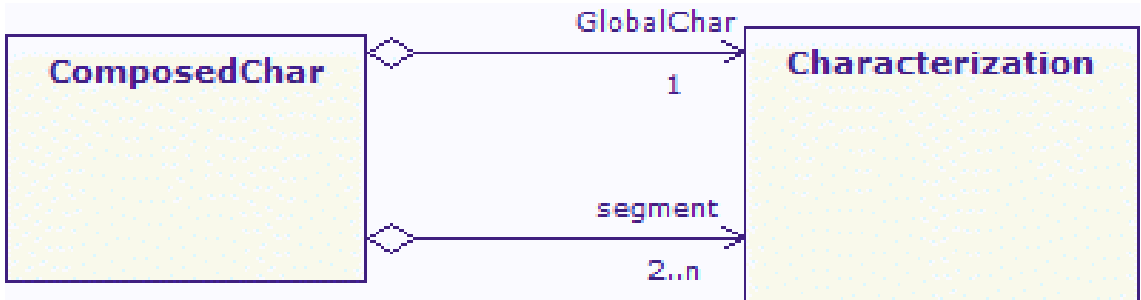 GlobalChar
ComposedChar
Characterization
1
segment
2..n